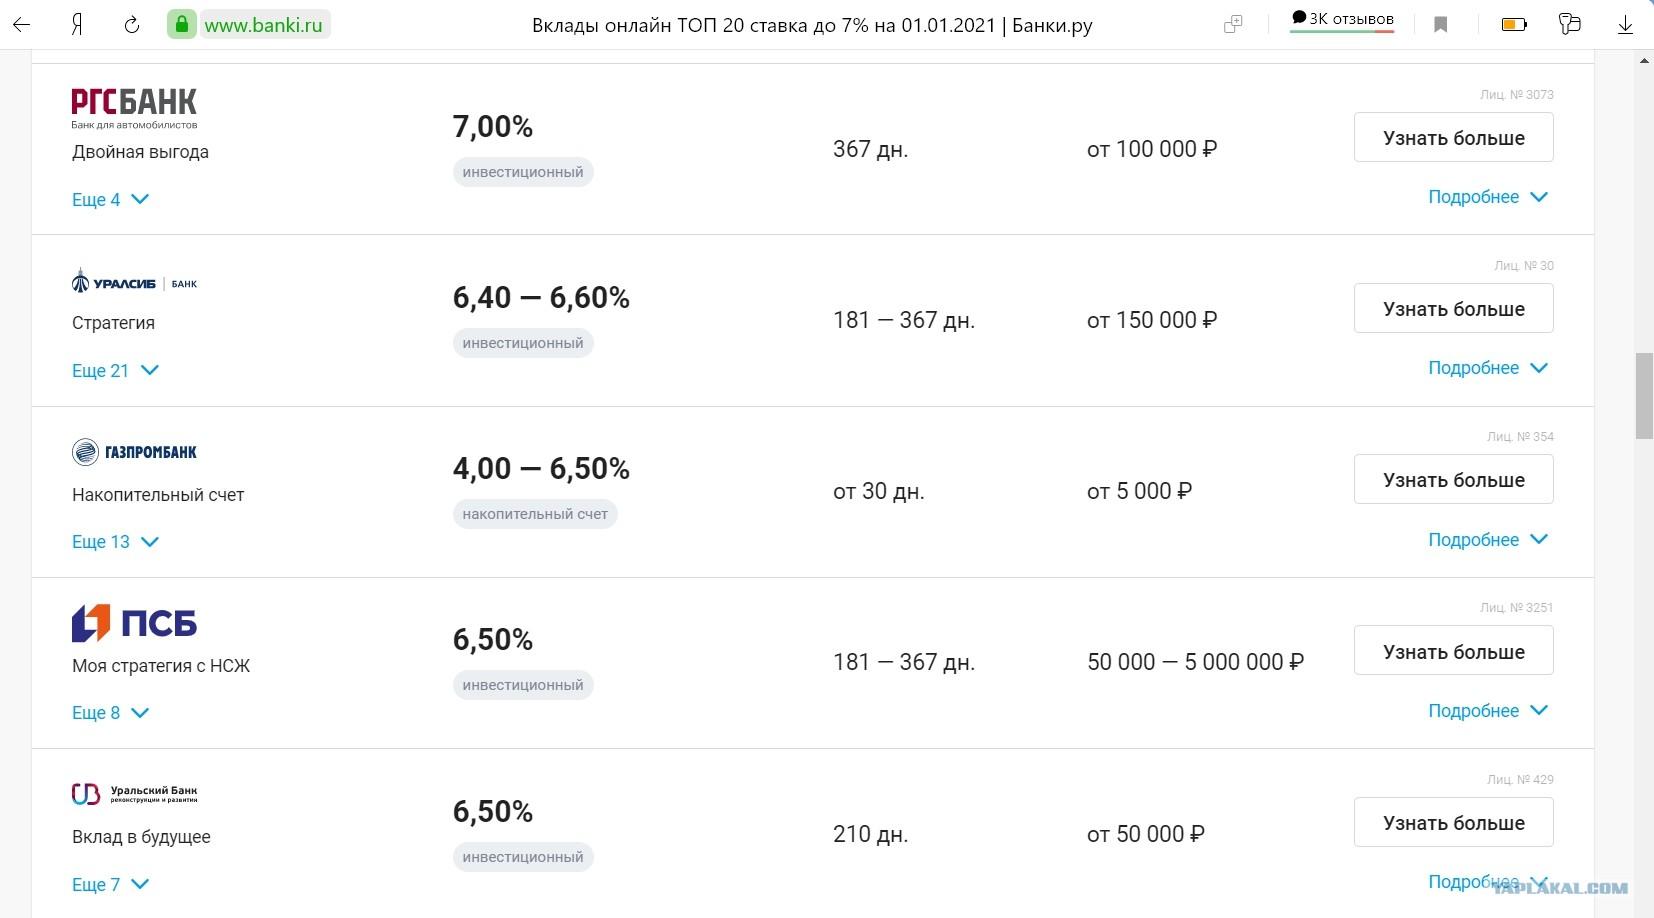 www.banki.ru Вклады онлайн ТОП 20 ставка до 7% на 01.01.2021 | Банки.ру 3К отзывов
РГСБАНК
Банк для автомобилистов
Двойная выгода
Еще 4
7,00%
инвестиционный
367 дн.
от 100 000 ₽
Лиц. № 3073
Узнать больше
Подробнее
УРАЛСИБ | БАНК
Стратегия
Еще 21
6,40 — 6,60%
инвестиционный
181 — 367 дн.
от 150 000 ₽
Лиц. № 30
Узнать больше
Подробнее
ГАЗПРОМБАНК
Накопительный счет
Еще 13
4,00 — 6,50%
накопительный счет
от 30 дн.
от 5 000 ₽
Лиц. № 354
Узнать больше
Подробнее
ПСБ
Моя стратегия с НСЖ
Еще 8
6,50%
инвестиционный
181 — 367 дн.
50 000 — 5 000 000 ₽
Лиц. № 3251
Узнать больше
Подробнее
Уральский Банк
реконструкции и развития
Вклад в будущее
Еще 7
6,50%
инвестиционный
210 дн.
от 50 000 ₽
Лиц. № 429
Узнать больше
Подробнее
YAPLAKAL.COM